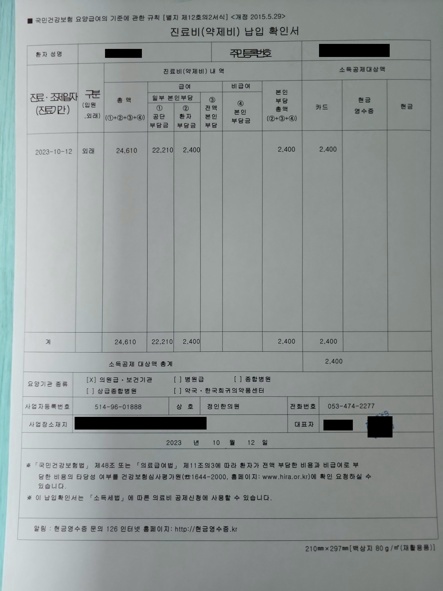 ■ 국민건강보험 요양급여의 기준에 관한 규칙 [별지 제12호의2서식] <개정 2015.5.29>
진료비(약제비) 납입 확인서
환자 성명
주민등록번호
진료비(약제비) 내 역
소득공제대상액
진료·조제일자
(진료기간)
구분
(입원
,외래)
총 액
(①+②+③+④)
급여
일부 본인부담
①
공단
부담금
②
환자
부담금
③
전액
본인
부담
비급여
④
본인
부담금
본인
부담
총액
(②+③+④)
카드
현금
영수증
현금
2023-10-12 외래 24,610 22,210 2,400 2,400 2,400
계 24,610 22,210 2,400 2,400 2,400
소득공제 대상액 총계 2,400
요양기관 종류
[X] 의원급·보건기관 [ ] 병원급 [ ] 종합병원
[ ] 상급종합병원 [ ] 약국·한국희귀의약품센터
사업자등록번호 514-96-01888 상 호 경인한의원 전화번호 053-474-2277
사업장소재지 대표자
2023 년 10 월 12 일
※「국민건강보험법」 제48조 또는 「의료급여법」 제11조의3에 따라 환자가 전액 부담한 비용과 비급여로 부
담한 비용의 타당성 여부를 건강보험심사평가원(☎1644-2000, 홈페이지: www.hira.or.kr)에 확인 요청하실 수
있습니다.
※ 이 납입확인서는 「소득세법」에 따른 의료비 공제신청에 사용할 수 있습니다.
알림 : 현금영수증 문의 126 인터넷 홈페이지: http://현금영수증.kr
210㎜×297㎜[백상지 80ｇ/㎡(재활용품)]